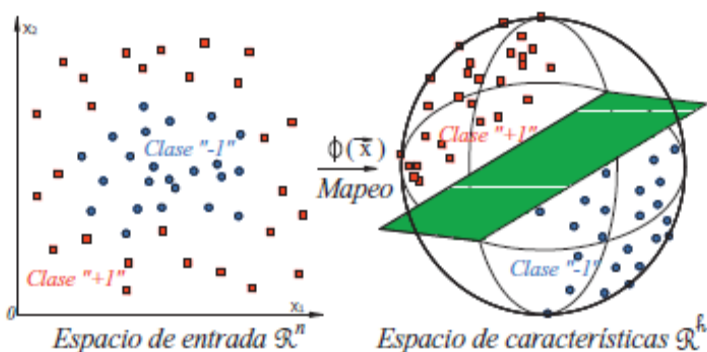 x₂
Clase "-1"
Clase "+1"
0
x₁
Espacio de entrada ℜⁿ
ϕ(x⃗)
Mapeo
Clase "+1"
Clase "-1"
Espacio de características ℜʰ